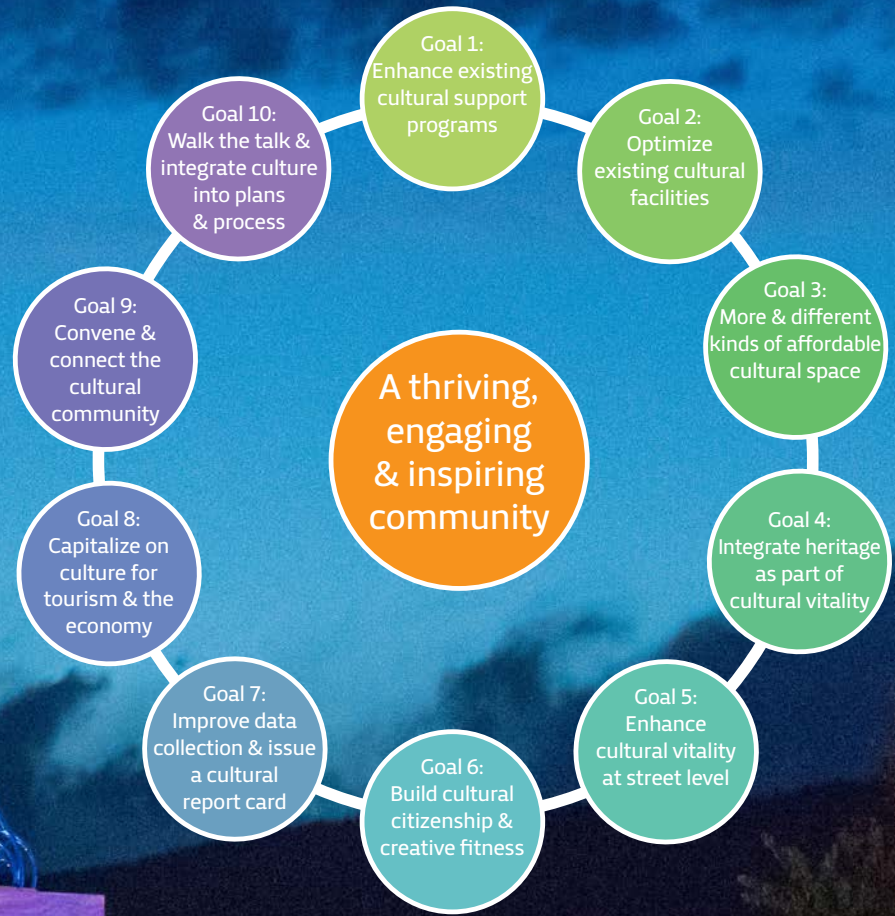 Goal 1:
Enhance existing
cultural support
programs
Goal 2:
Optimize
existing cultural
facilities
Goal 3:
More & different
kinds of affordable
cultural space
Goal 4:
Integrate heritage
as part of
cultural vitality
Goal 5:
Enhance
cultural vitality
at street level
Goal 6:
Build cultural
citizenship &
creative fitness
Goal 7:
Improve data
collection & issue
a cultural
report card
Goal 8:
Capitalize on
culture for
tourism & the
economy
Goal 9:
Convene &
connect the
cultural
community
Goal 10:
Walk the talk &
integrate culture
into plans
& process
A thriving,
engaging
& inspiring
community